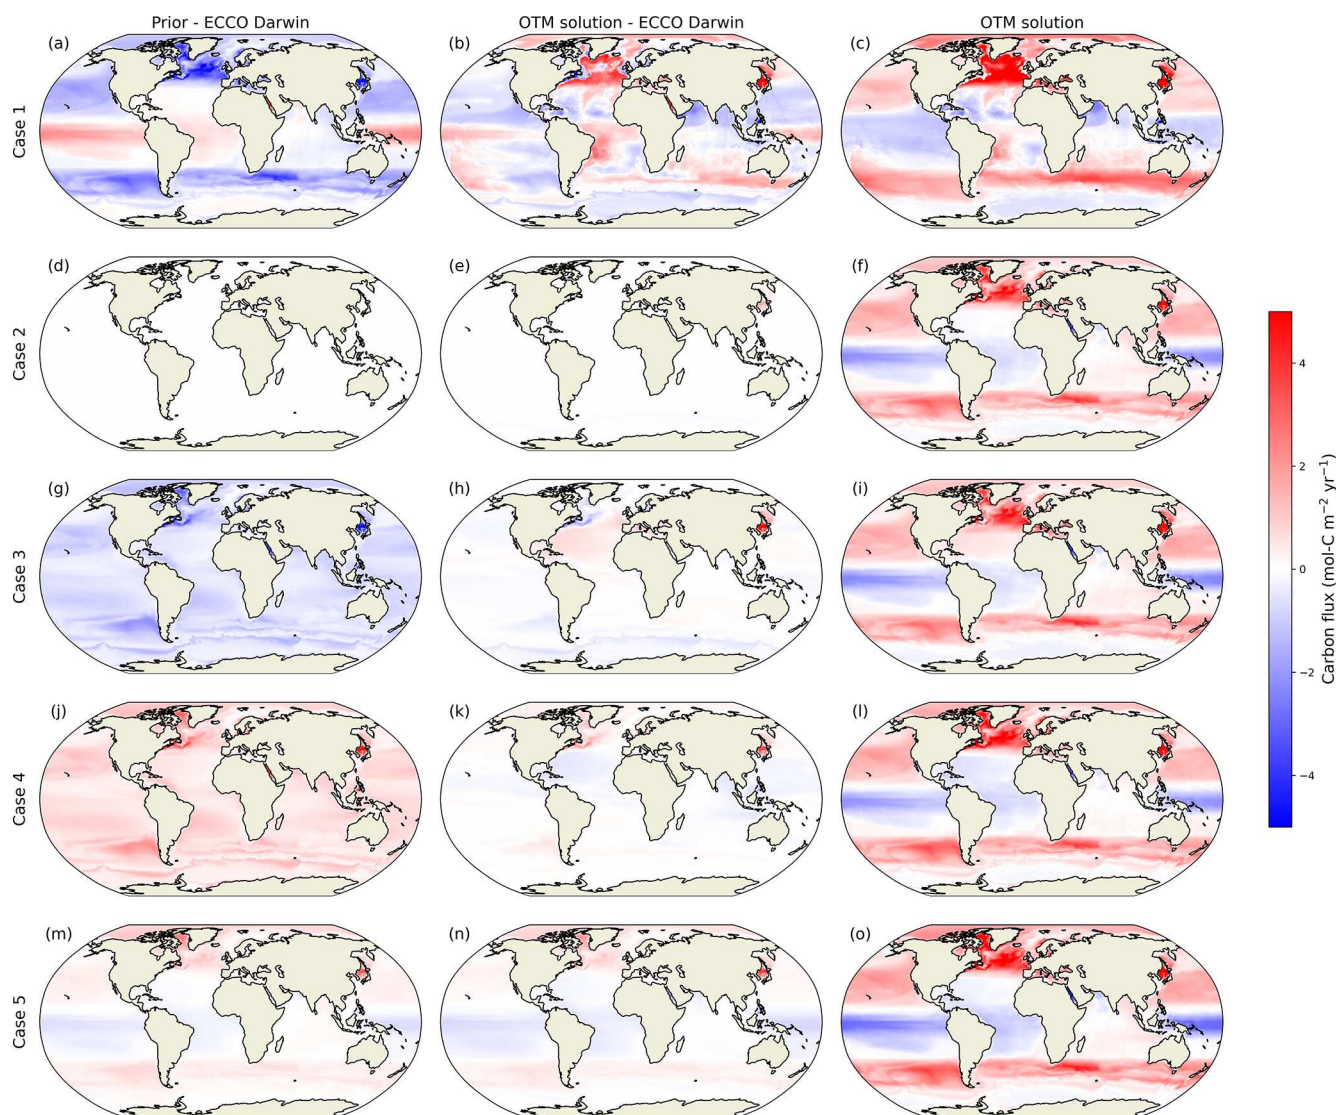 Prior - ECCO Darwin
OTM solution - ECCO Darwin
OTM solution
Case 1
(a)
(b)
(c)
Case 2
(d)
(e)
(f)
Case 3
(g)
(h)
(i)
Case 4
(j)
(k)
(l)
Case 5
(m)
(n)
(o)
4
2
0
−2
−4
Carbon flux (mol-C m⁻² yr⁻¹)